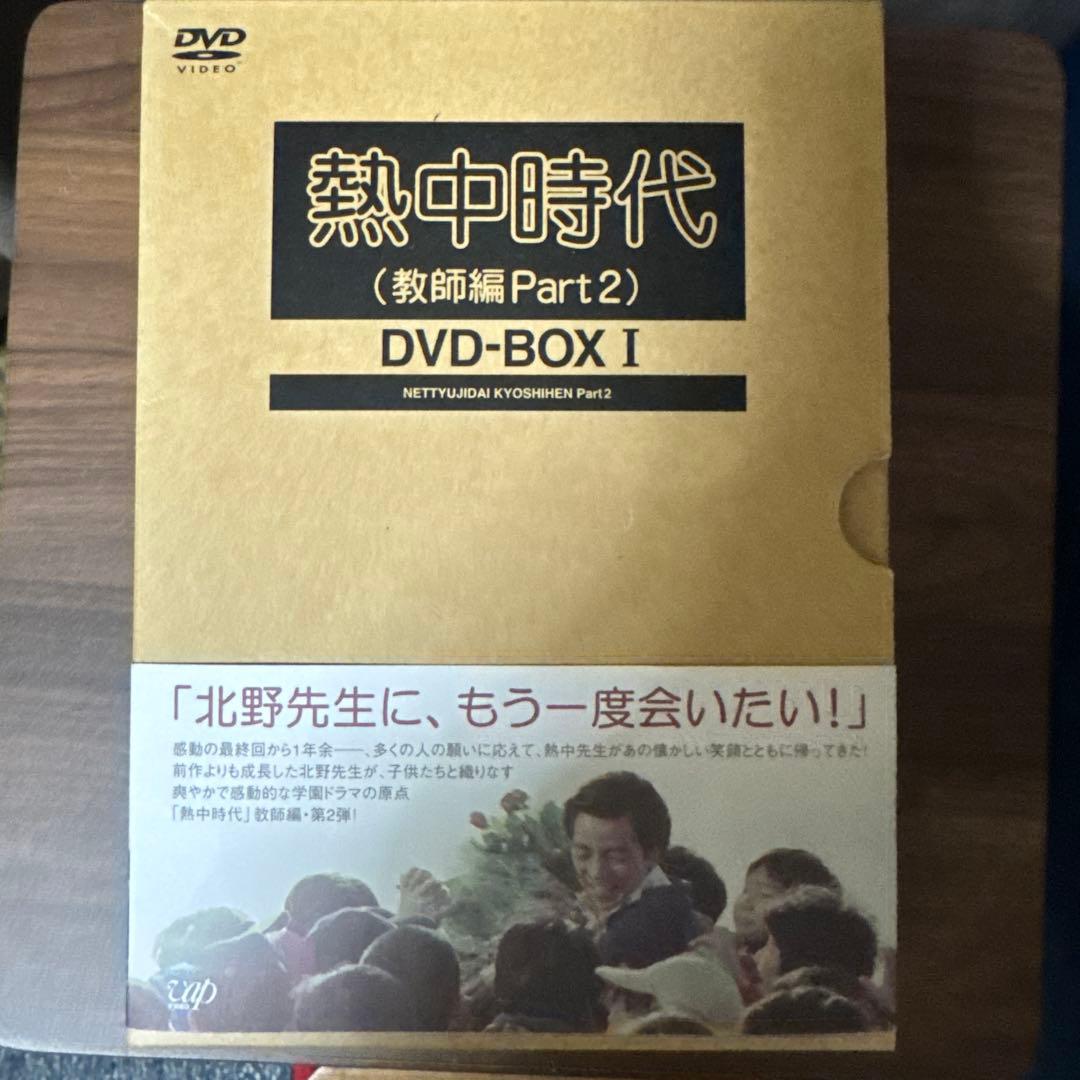 DVD
VIDEO
熱中時代
（教師編Part2）
DVD-BOX I
NETTYUJIDAI KYOSHIHEN Part2
「北野先生に、もう一度会いたい！」
感動の最終回から1年余――、多くの人の願いに応えて、熱中先生があの懐かしい笑顔とともに帰ってきた！
前作よりも成長した北野先生が、子供たちと織りなす
爽やかで感動的な学園ドラマの原点
「熱中時代」教師編・第2弾！
vap